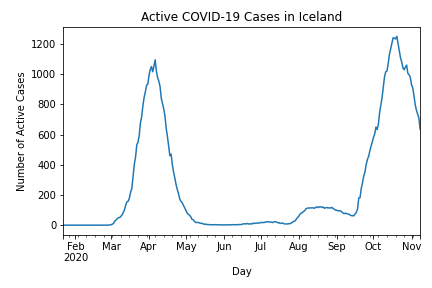 Active COVID-19 Cases in Iceland
1200
1000
800
600
400
200
0
Number of Active Cases
Feb Mar Apr May Jun Jul Aug Sep Oct Nov
2020
Day